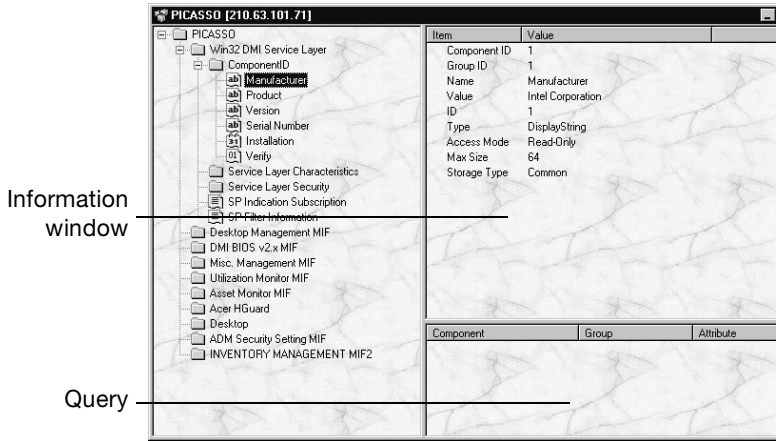 PICASSO [210.63.101.71]
PICASSO
Win32 DMI Service Layer
ComponentID
Manufacturer
Product
Version
Serial Number
Installation
Verify
Service Layer Characteristics
Service Layer Security
SP Indication Subscription
SP Filter Information
Desktop Management MIF
DMI BIOS v2.x MIF
Misc. Management MIF
Utilization Monitor MIF
Asset Monitor MIF
Acer HGuard
Desktop
ADM Security Setting MIF
INVENTORY MANAGEMENT MIF2
Item Value
Component ID 1
Group ID 1
Name Manufacturer
Value Intel Corporation
ID 1
Type DisplayString
Access Mode Read-Only
Max Size 64
Storage Type Common
Component Group Attribute
Information
window
Query